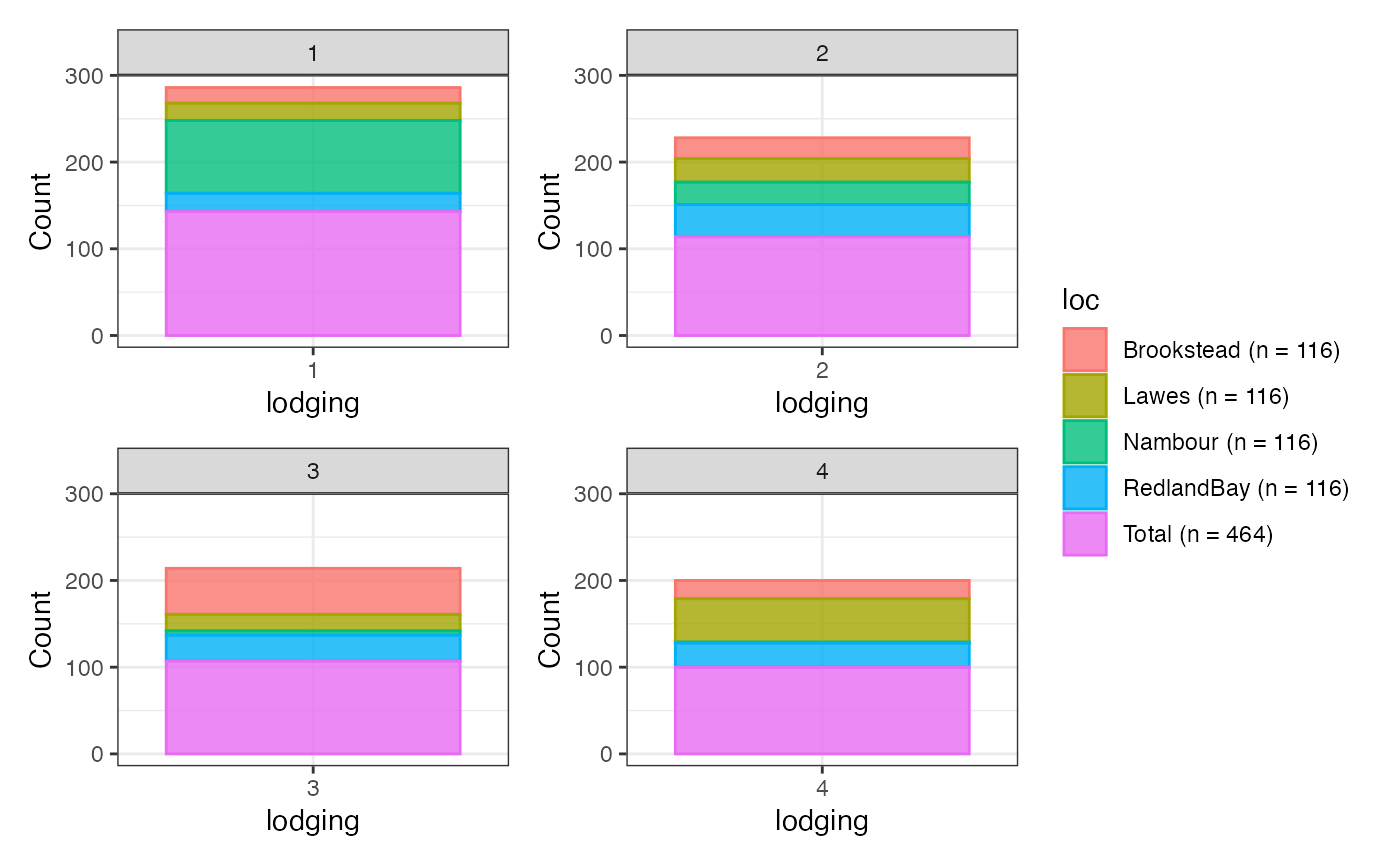 1
300
200
100
0
Count
1
lodging
2
300
200
100
0
Count
2
lodging
3
300
200
100
0
Count
3
lodging
4
300
200
100
0
Count
4
lodging
loc
Brookstead (n = 116)
Lawes (n = 116)
Nambour (n = 116)
RedlandBay (n = 116)
Total (n = 464)